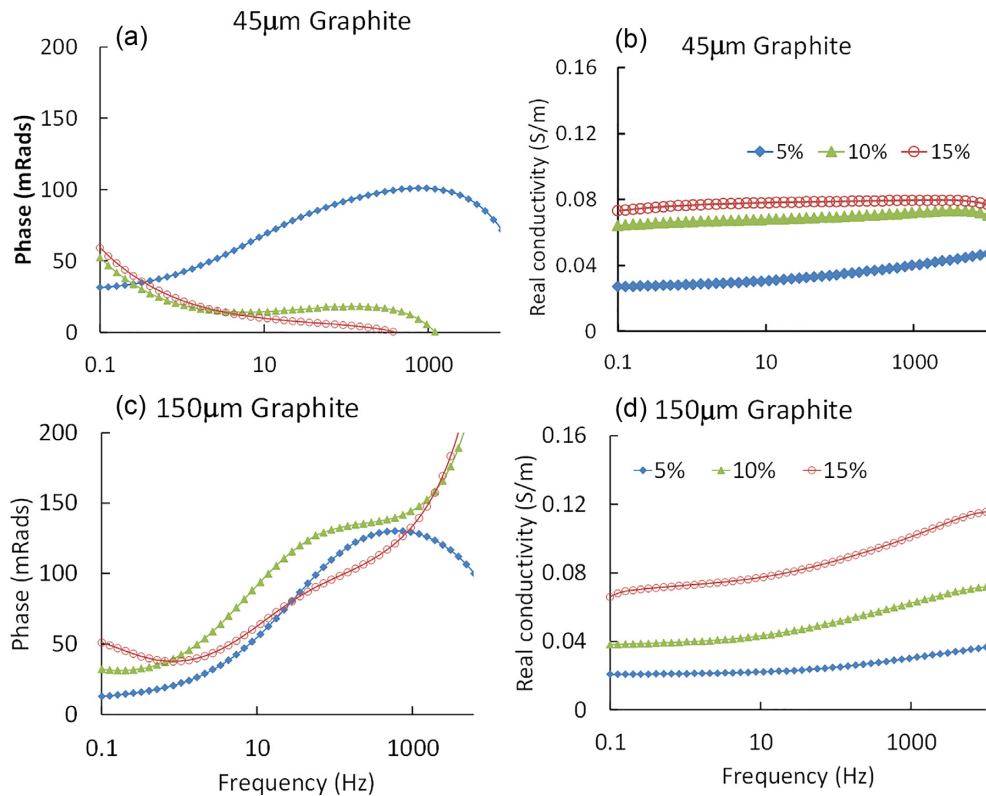 (a) 45μm Graphite
200
150
100
50
0
0.1 10 1000
Phase (mRads)
(b) 45μm Graphite
0.16
0.12
0.08
0.04
0
0.1 10 1000
Real conductivity (S/m)
5% 10% 15%
(c) 150μm Graphite
200
150
100
50
0
0.1 10 1000
Phase (mRads)
Frequency (Hz)
(d) 150μm Graphite
0.16
0.12
0.08
0.04
0
0.1 10 1000
Real conductivity (S/m)
5% 10% 15%
Frequency (Hz)